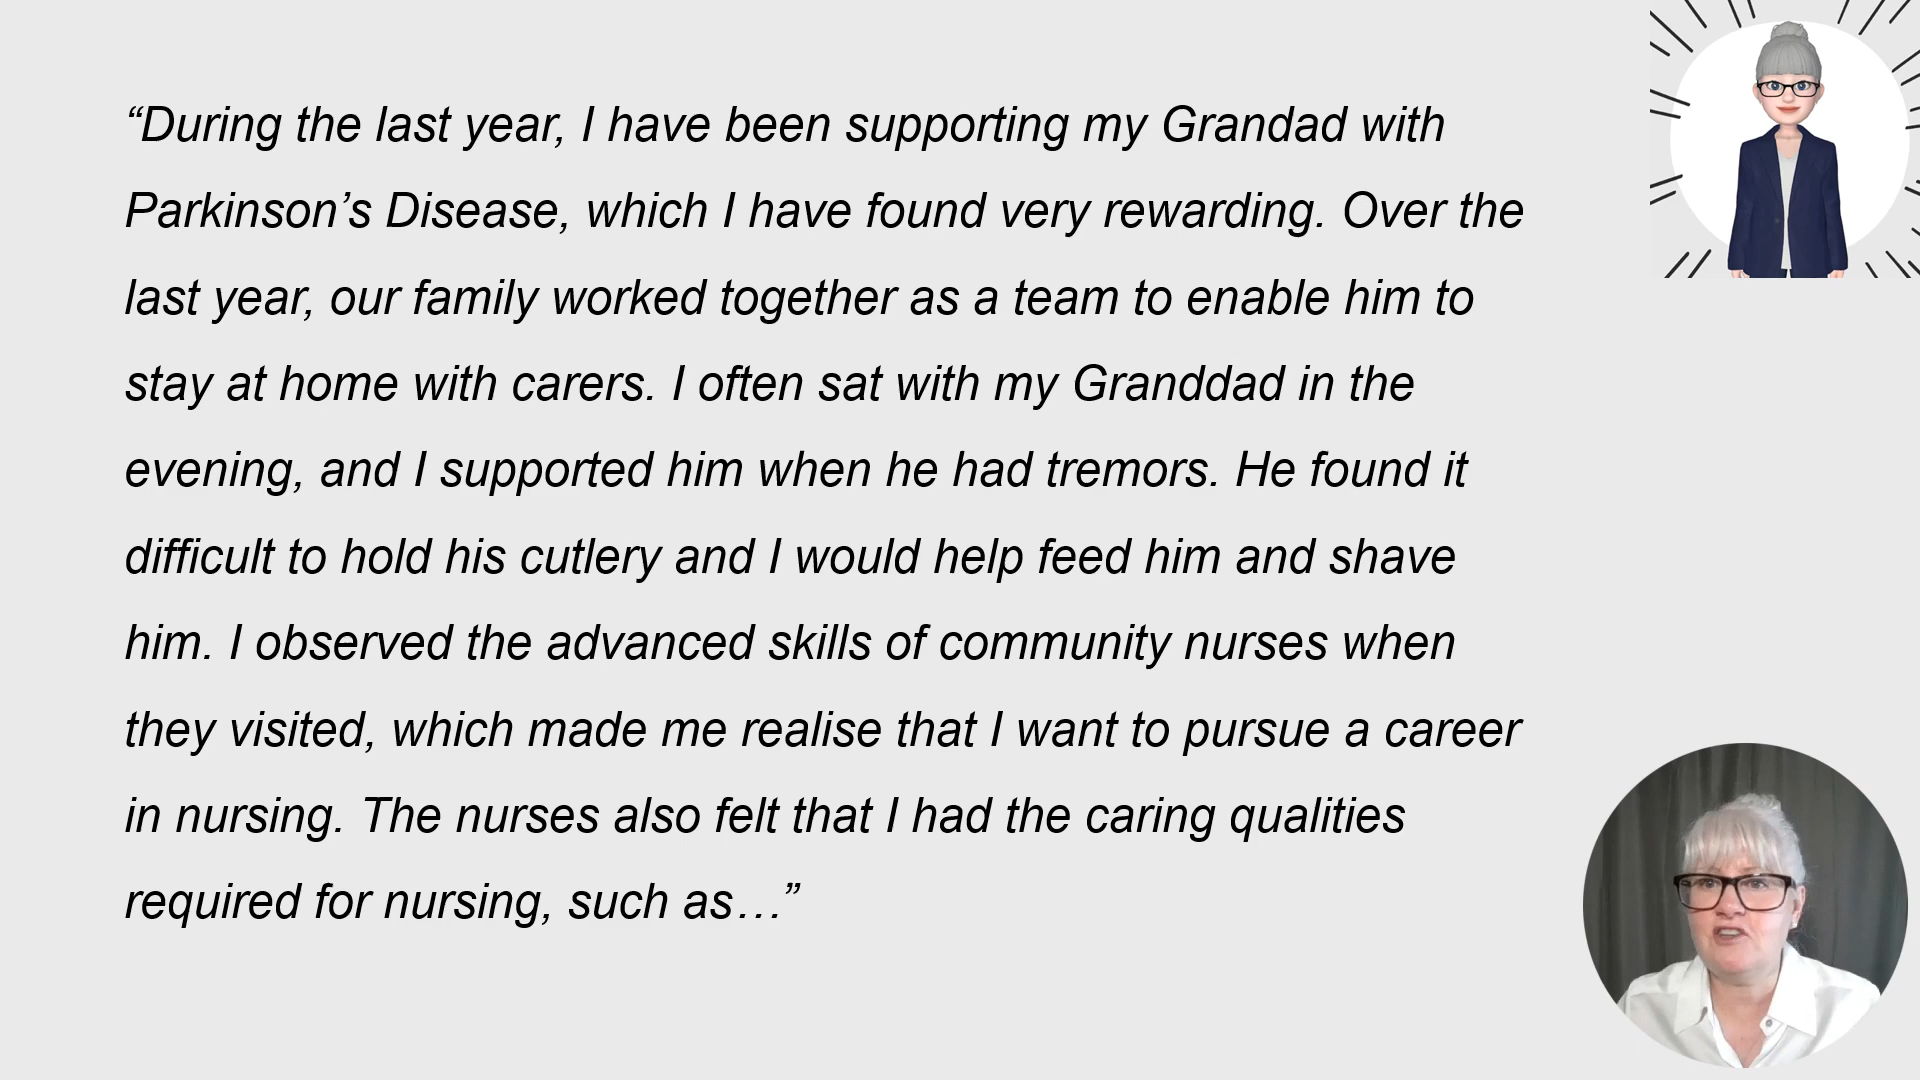 “During the last year, I have been supporting my Grandad with
Parkinson’s Disease, which I have found very rewarding. Over the
last year, our family worked together as a team to enable him to
stay at home with carers. I often sat with my Granddad in the
evening, and I supported him when he had tremors. He found it
difficult to hold his cutlery and I would help feed him and shave
him. I observed the advanced skills of community nurses when
they visited, which made me realise that I want to pursue a career
in nursing. The nurses also felt that I had the caring qualities
required for nursing, such as…”